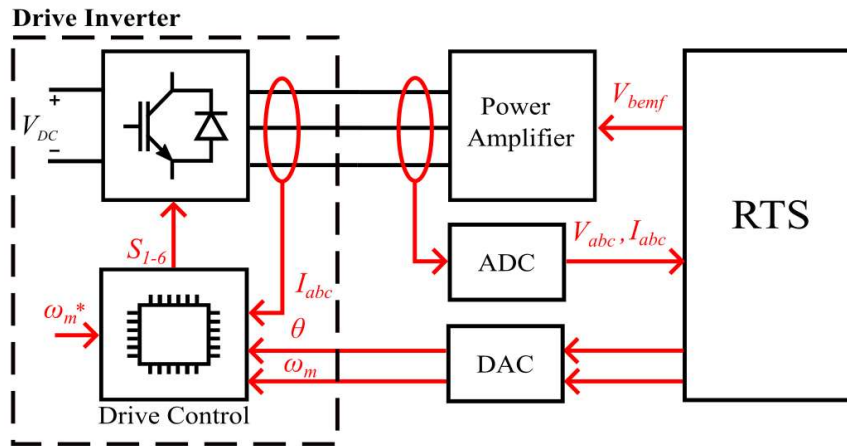 Drive Inverter
+
V_DC
−
S_1-6
ω_m*
Drive Control
I_abc
θ
ω_m
Power
Amplifier
ADC
DAC
V_bemf
V_abc, I_abc
RTS